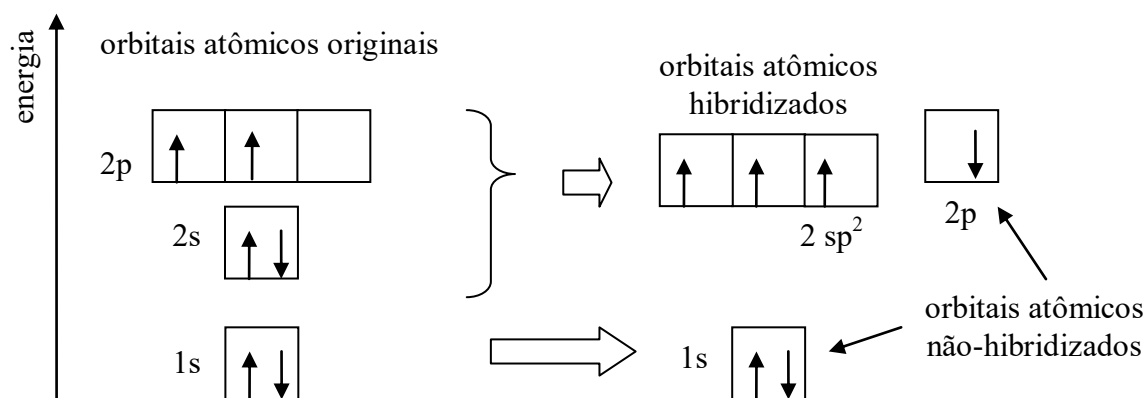 energia
orbitais atômicos originais
2p
2s
1s
orbitais atômicos
hibridizados
2 sp²
2p
1s
orbitais atômicos
não-hibridizados